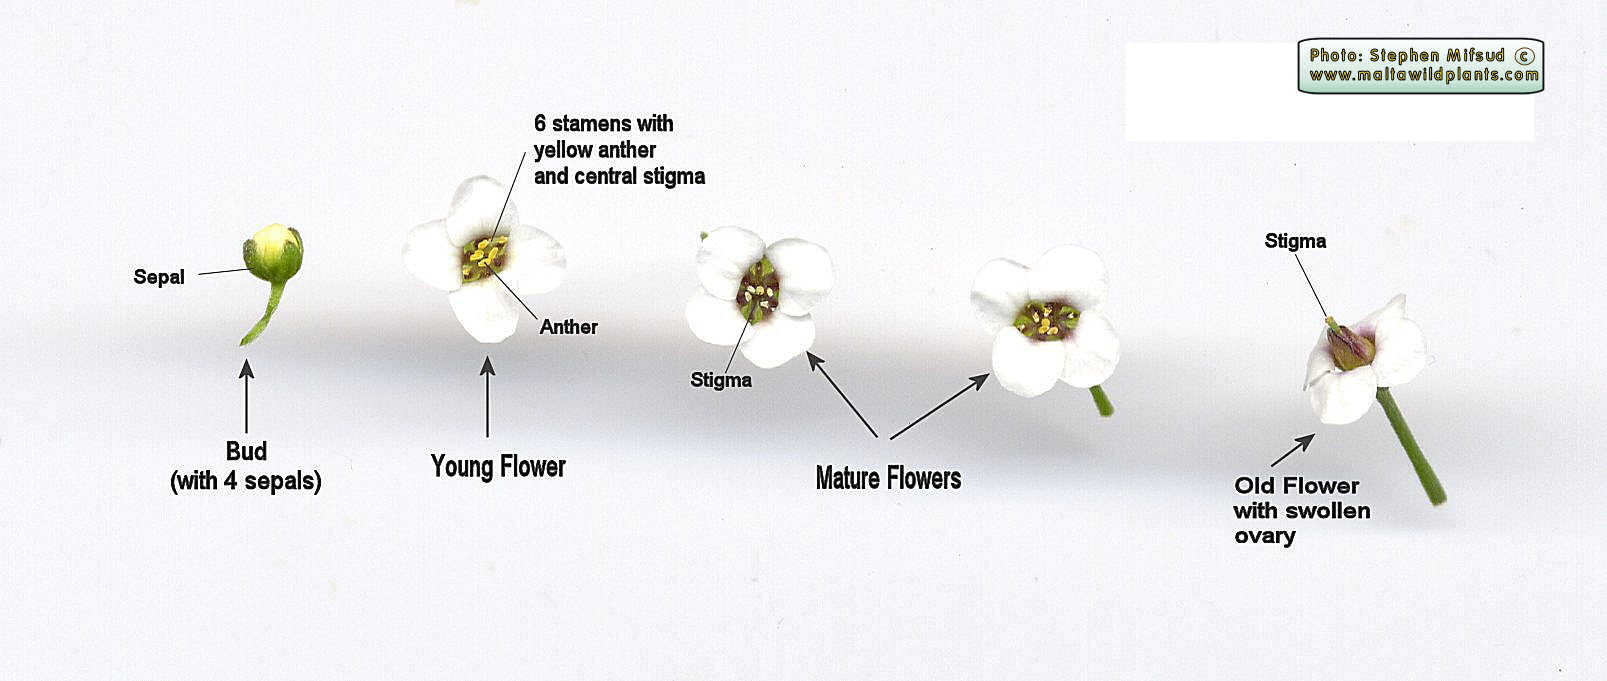 Photo: Stephen Mifsud ©
www.maltawildplants.com
6 stamens with
yellow anther
and central stigma
Sepal
Anther
Stigma
Stigma
Bud
(with 4 sepals)
Young Flower
Mature Flowers
Old Flower
with swollen
ovary